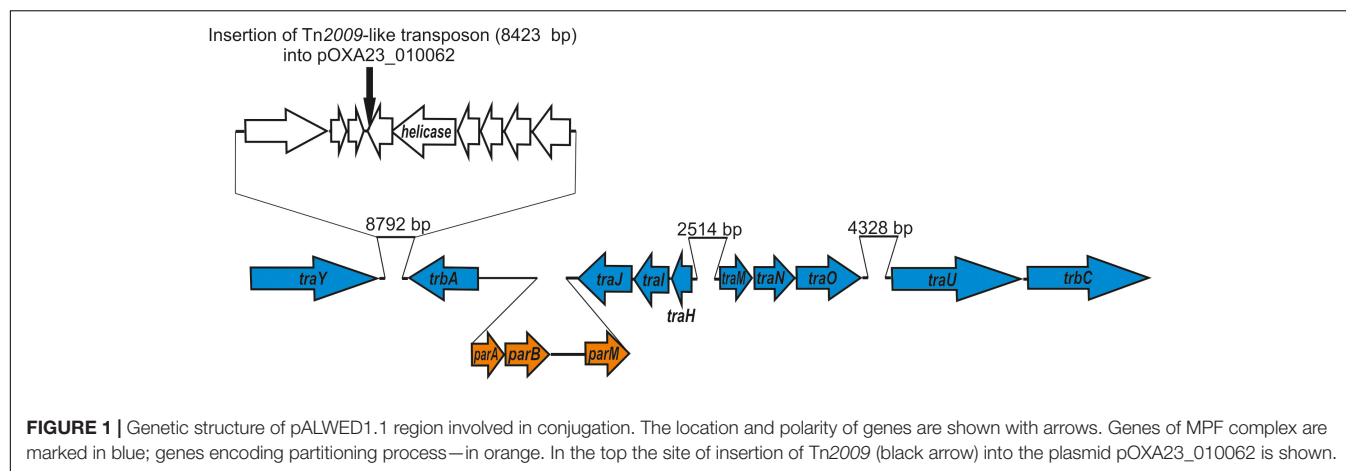 Insertion of Tn2009-like transposon (8423 bp)
into pOXA23_010062
helicase
8792 bp
2514 bp
4328 bp
traY
trbA
traJ
traI
traH
traM
traN
traO
traU
trbC
parA
parB
parM
FIGURE 1 | Genetic structure of pALWED1.1 region involved in conjugation. The location and polarity of genes are shown with arrows. Genes of MPF complex are
marked in blue; genes encoding partitioning process—in orange. In the top the site of insertion of Tn2009 (black arrow) into the plasmid pOXA23_010062 is shown.